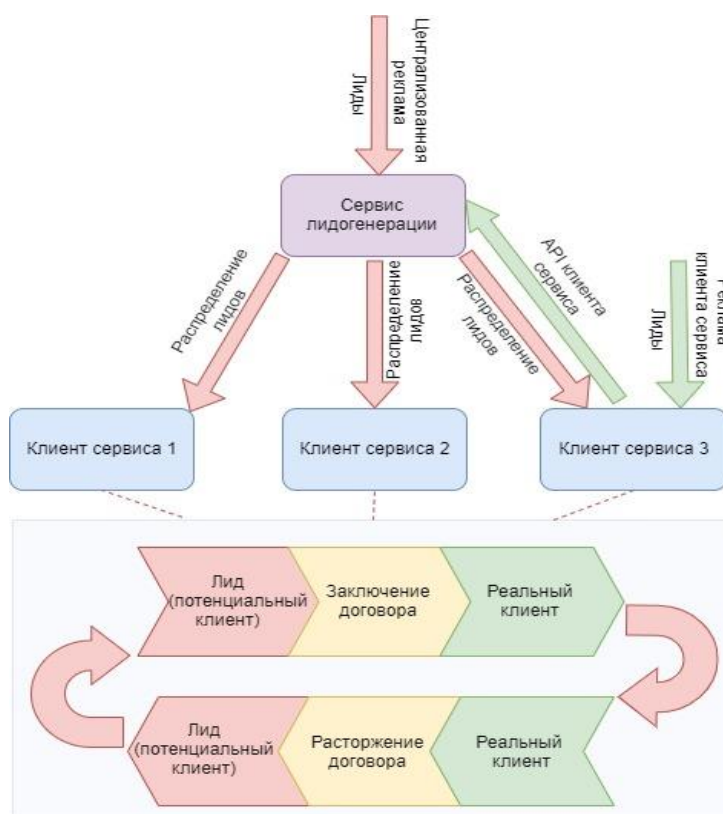 Централизованная
реклама
Лиды
Сервис
лидогенерации
Распределение
лидов
Распределение
лидов
Распределение
лидов
API клиента
сервиса
Реклама
клиента сервиса
Лиды
Клиент сервиса 1
Клиент сервиса 2
Клиент сервиса 3
Лид
(потенциальный
клиент)
Заключение
договора
Реальный
клиент
Лид
(потенциальный
клиент)
Расторжение
договора
Реальный
клиент